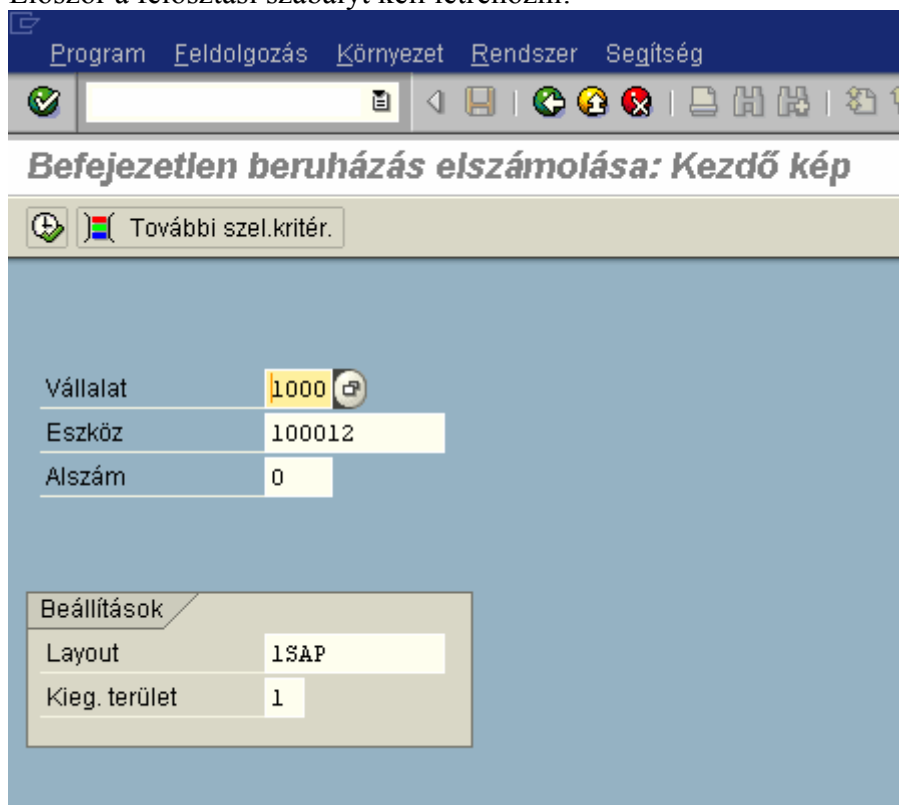 Először a felosztási szabályt kell létrehozni:
Program Feldolgozás Környezet Rendszer Segítség
Befejezetlen beruházás elszámolása: Kezdő kép
További szel.kritér.
Vállalat 1000
Eszköz 100012
Alszám 0
Beállítások
Layout 1SAP
Kieg. terület 1